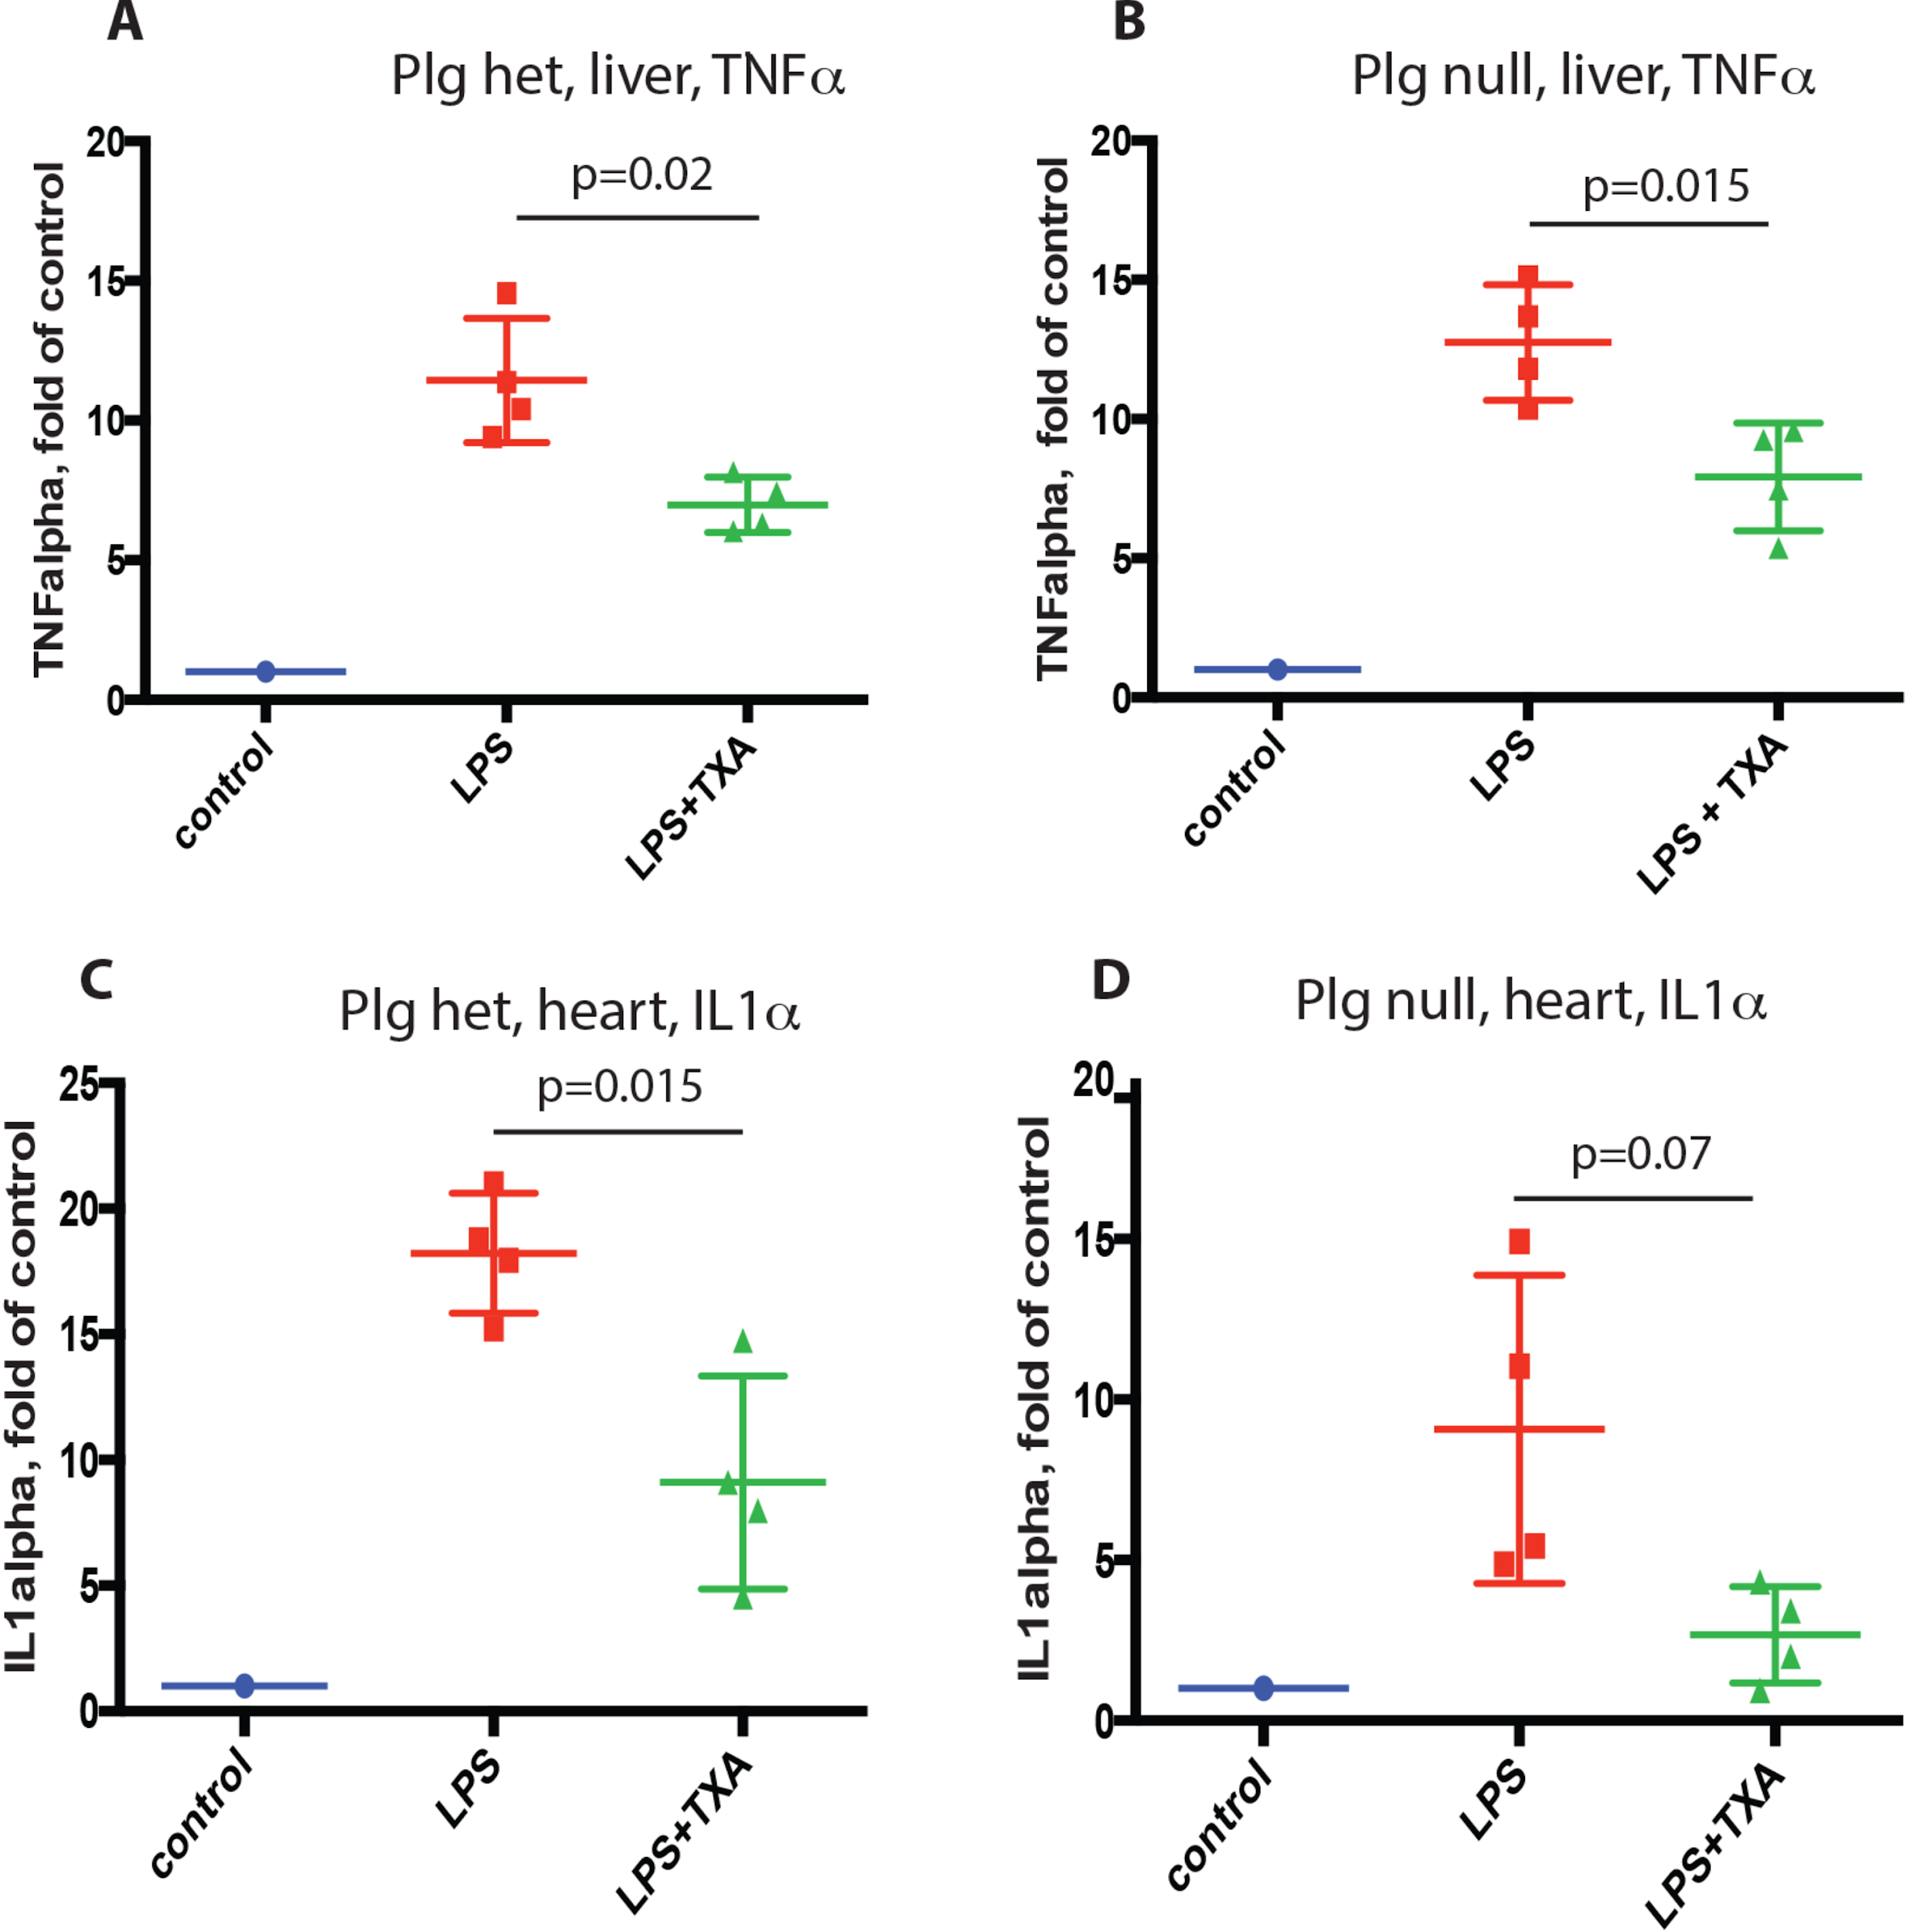 A
Plg het, liver, TNFα
p=0.02
TNFalpha, fold of control
20
15
10
5
0
control
LPS
LPS+TXA
B
Plg null, liver, TNFα
p=0.015
TNFalpha, fold of control
20
15
10
5
0
control
LPS
LPS + TXA
C
Plg het, heart, IL1α
p=0.015
IL1alpha, fold of control
25
20
15
10
5
0
control
LPS
LPS+TXA
D
Plg null, heart, IL1α
p=0.07
IL1alpha, fold of control
20
15
10
5
0
control
LPS
LPS+TXA